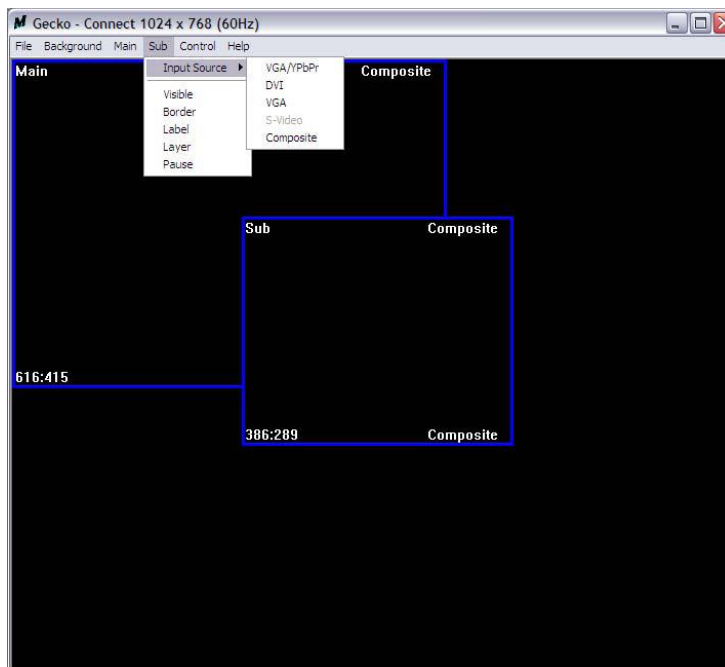 Gecko - Connect 1024 x 768 (60Hz)
File Background Main Sub Control Help
Main
Composite
Input Source
Visible
Border
Label
Layer
Pause
VGA/YPbPr
DVI
VGA
S-Video
Composite
Sub Composite
616:415
386:289 Composite